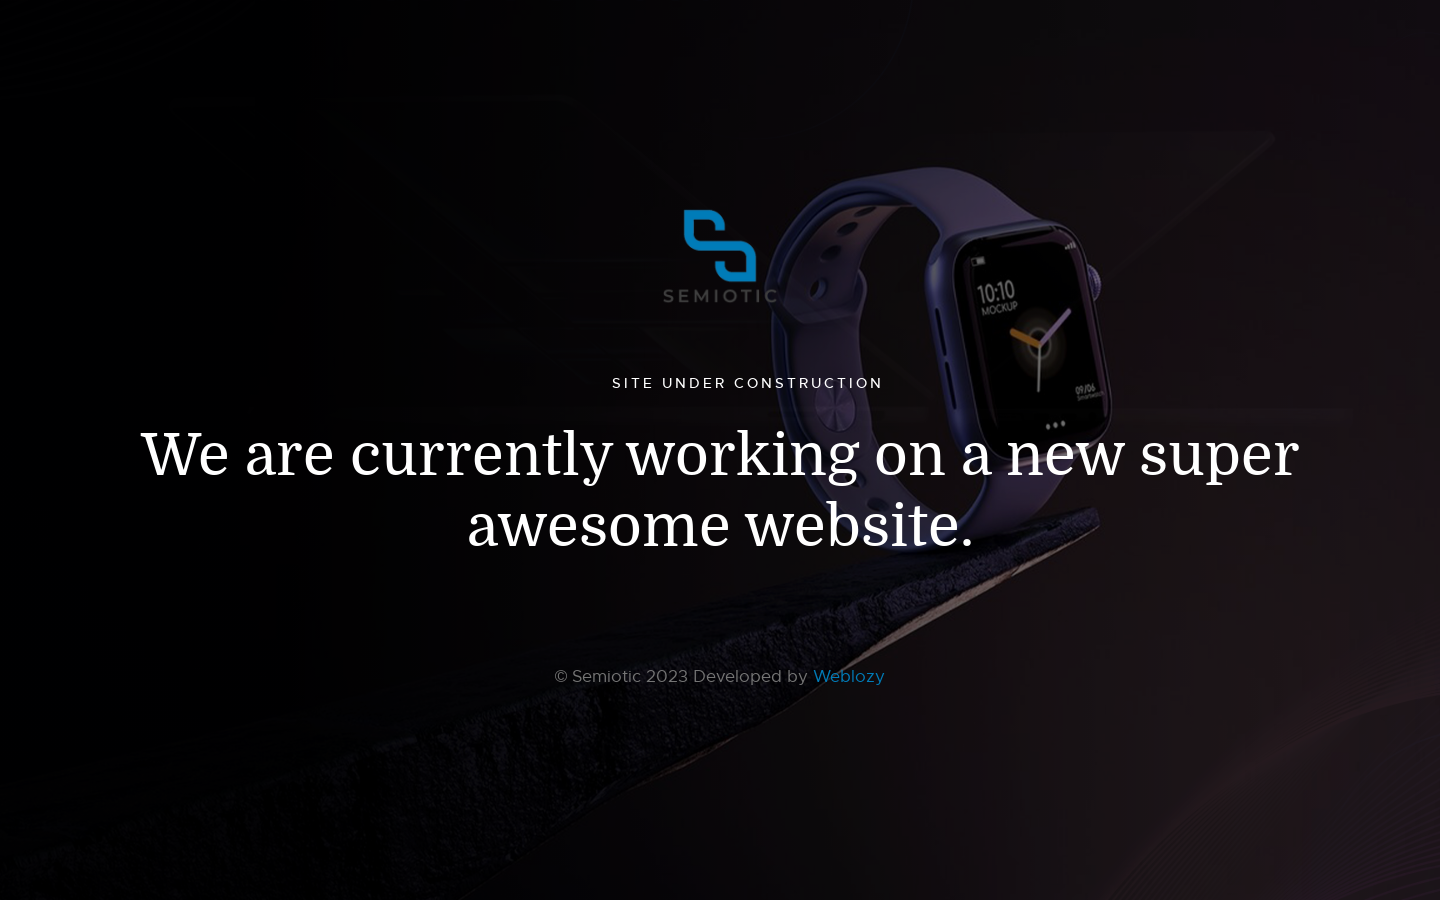 SEMIOTIC
10:10
MOCKUP
09/06
SITE UNDER CONSTRUCTION
We are currently working on a new super
awesome website.
© Semiotic 2023 Developed by Weblozy